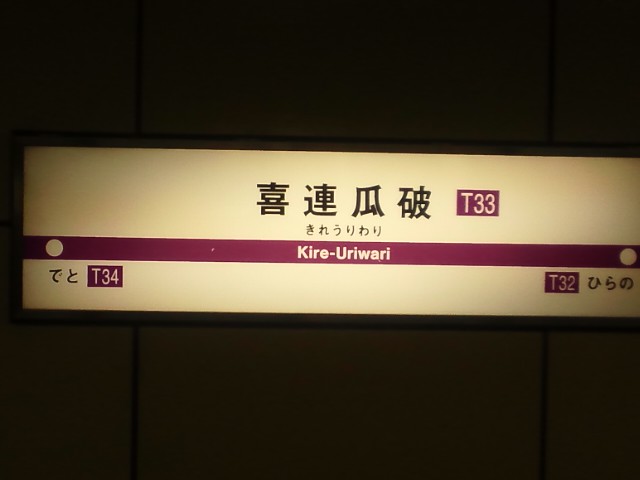 喜連瓜破 T33
きれうりわり
Kire-Uriwari
でと T34
T32 ひらの